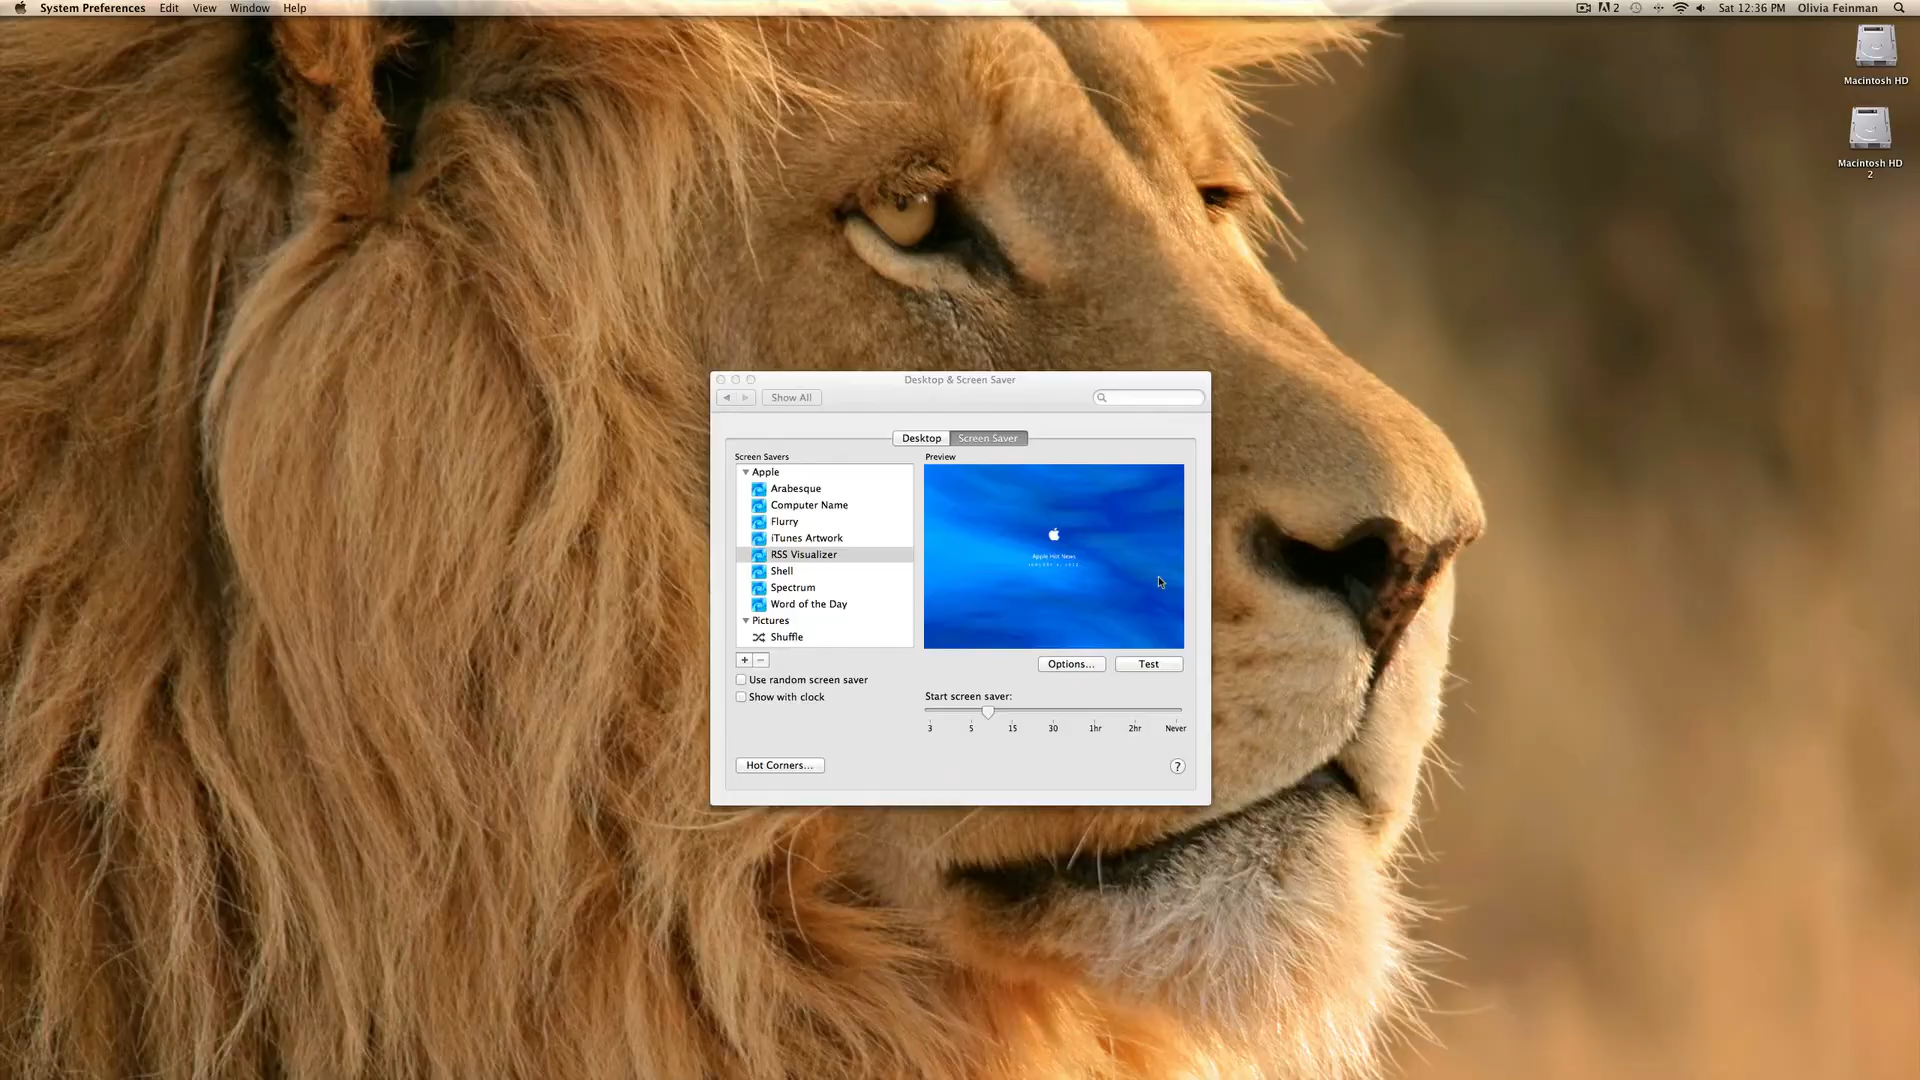 System Preferences Edit View Window Help
2 Sat 12:36 PM Olivia Feinman
Macintosh HD
Macintosh HD
2
Desktop & Screen Saver
Show All
Desktop Screen Saver
Screen Savers
Apple
Arabesque
Computer Name
Flurry
iTunes Artwork
RSS Visualizer
Shell
Spectrum
Word of the Day
Pictures
Shuffle
Preview
Apple Hot News
+ −
Options... Test
Use random screen saver
Show with clock
Start screen saver:
3 5 15 30 1hr 2hr Never
Hot Corners... ?